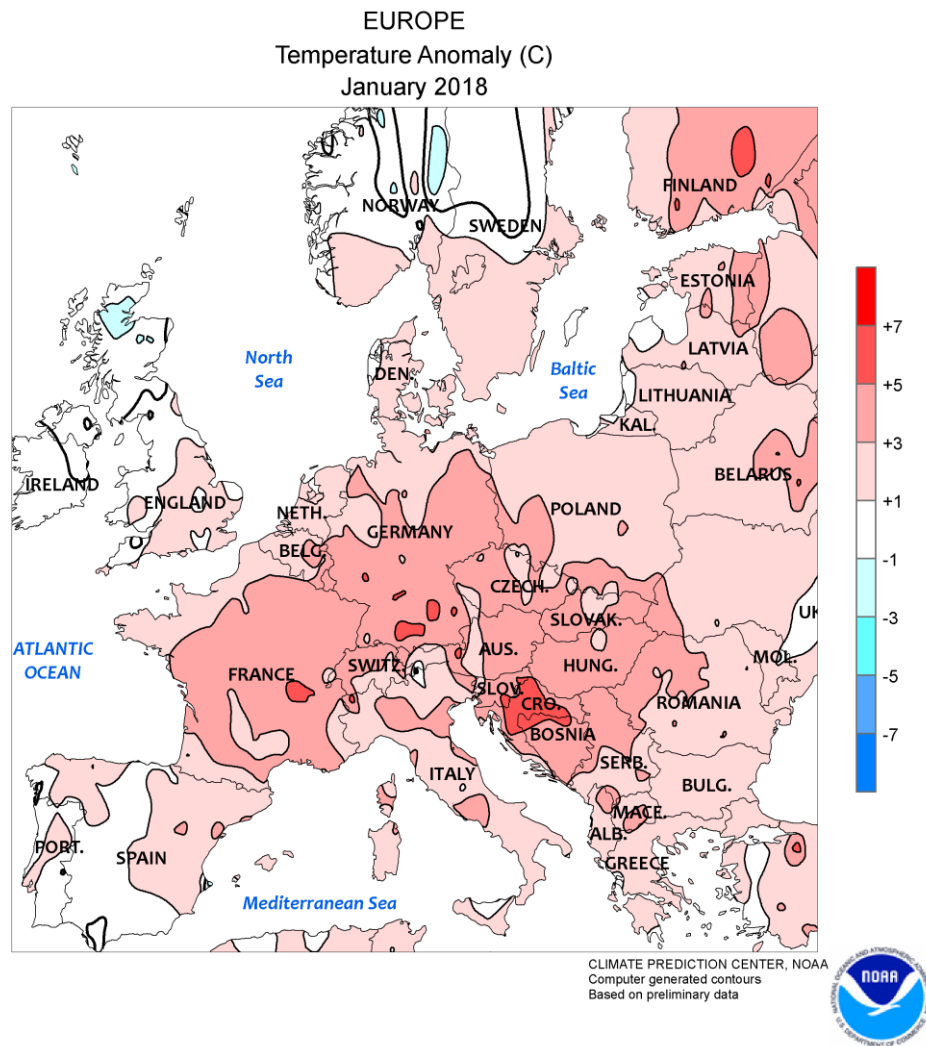 EUROPE
Temperature Anomaly (C)
January 2018
FINLAND
NORWAY
SWEDEN
ESTONIA
North
Sea
Baltic
Sea
LATVIA
DEN.
LITHUANIA
KAL.
IRELAND
ENGLAND
BELARUS
NETH.
POLAND
GERMANY
BELG.
CZECH.
UK
SLOVAK.
ATLANTIC
OCEAN
AUS.
MOL.
FRANCE
SWITZ.
HUNG.
SLOV.
CRO.
ROMANIA
BOSNIA
SERB.
ITALY
BULG.
MACE.
ALB.
PORT.
SPAIN
GREECE
Mediterranean Sea
+7
+5
+3
+1
-1
-3
-5
-7
CLIMATE PREDICTION CENTER, NOAA
Computer generated contours
Based on preliminary data
NOAA